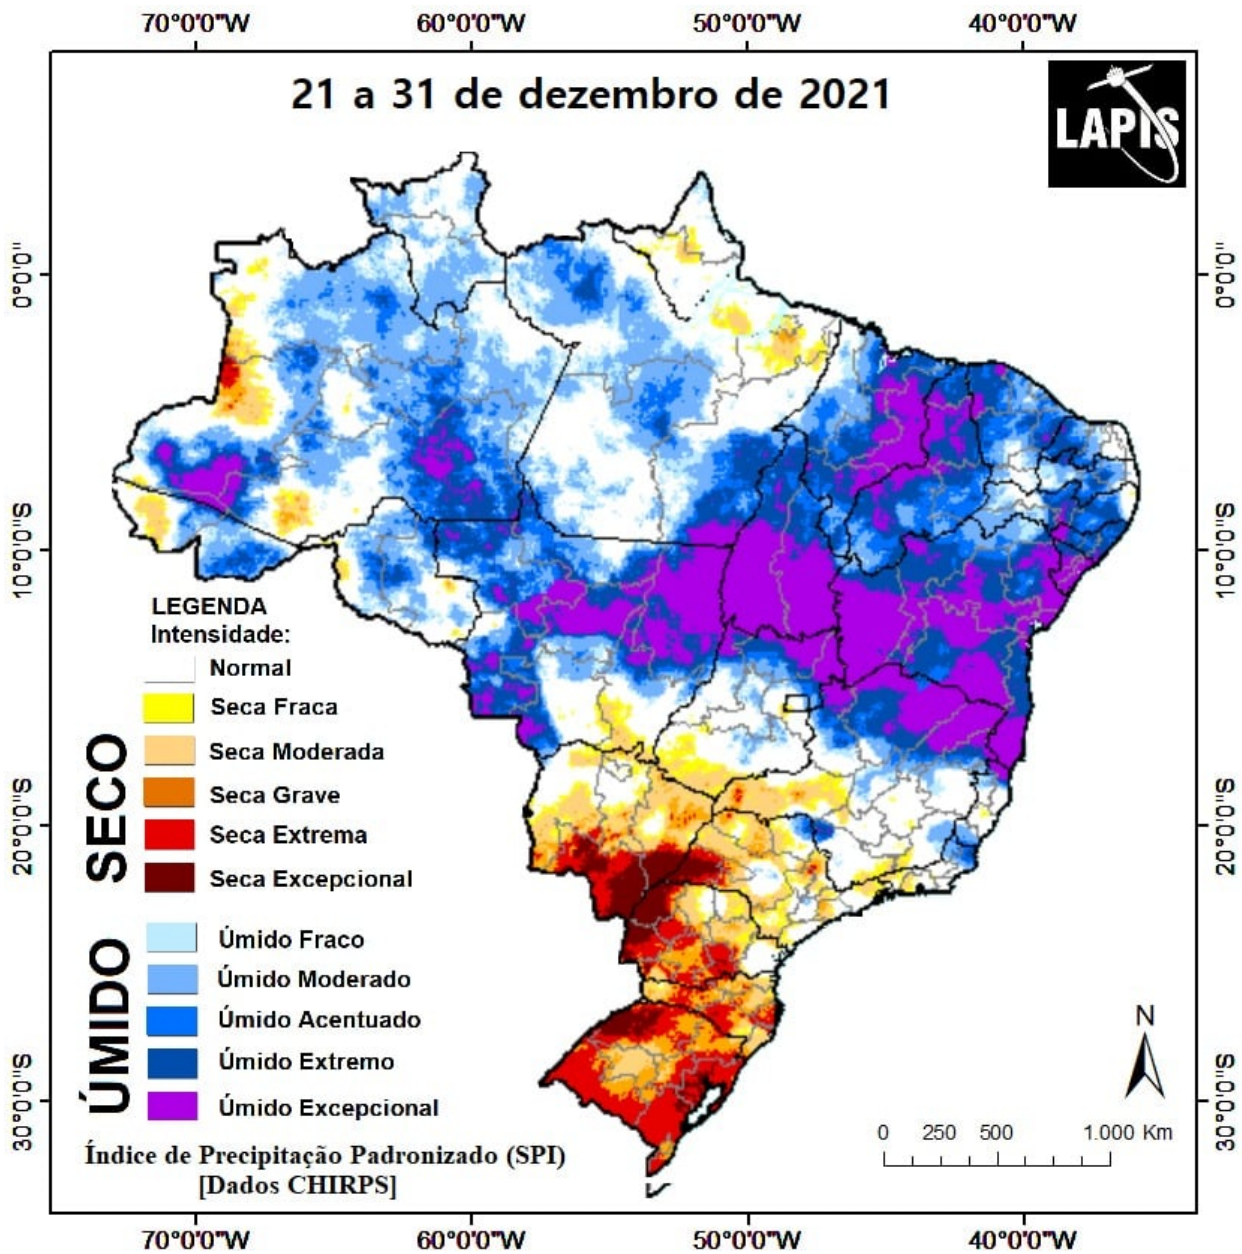 70°0'0"W 60°0'0"W 50°0'0"W 40°0'0"W
21 a 31 de dezembro de 2021
LAPIS
0°0'0"
0°0'0"
10°0'0"S
10°0'0"S
LEGENDA
Intensidade:
Normal
SECO
Seca Fraca
Seca Moderada
Seca Grave
Seca Extrema
Seca Excepcional
20°0'0"S
20°0'0"S
ÚMIDO
Úmido Fraco
Úmido Moderado
Úmido Acentuado
Úmido Extremo
Úmido Excepcional
N
30°0'0"S
30°0'0"S
0 250 500 1.000 Km
Índice de Precipitação Padronizado (SPI)
[Dados CHIRPS]
70°0'0"W 60°0'0"W 50°0'0"W 40°0'0"W